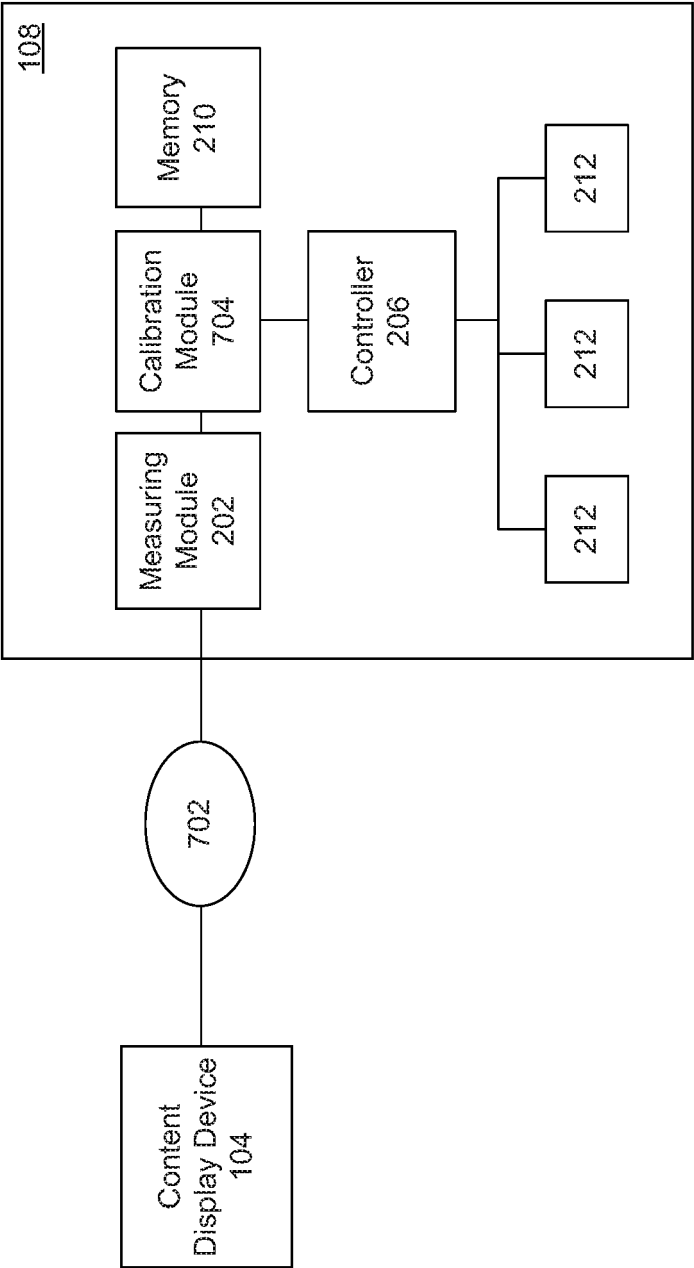 108
Content
Display Device
104
702
Measuring
Module
202
Calibration
Module
704
Memory
210
Controller
206
212
212
212